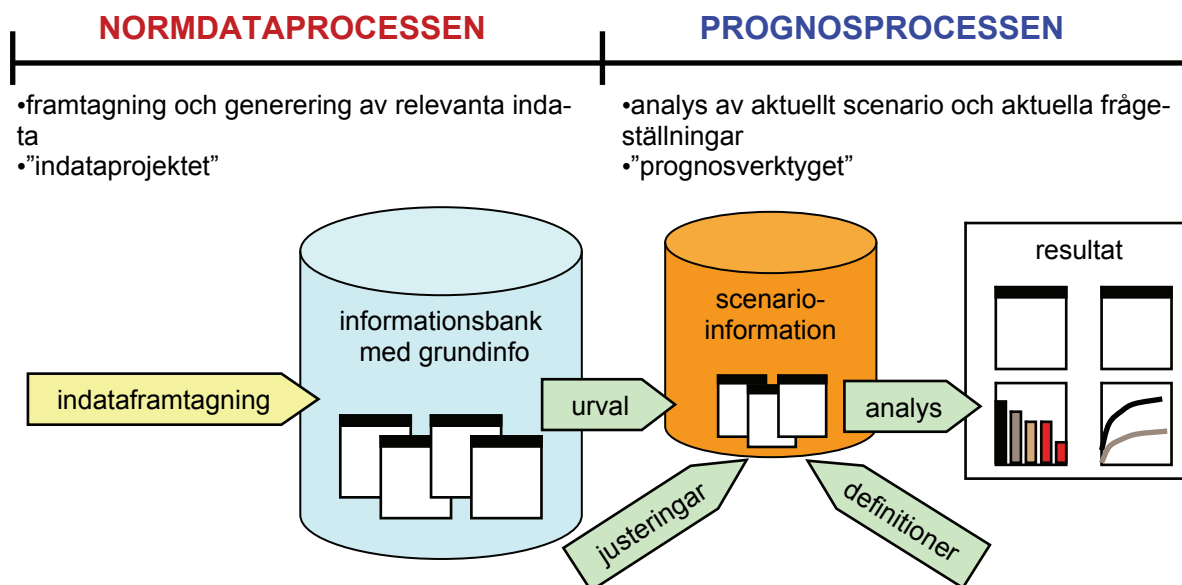 NORMDATAPROCESSEN
PROGNOSPROCESSEN
•framtagning och generering av relevanta inda-
ta
•”indataprojektet”
•analys av aktuellt scenario och aktuella fråge-
ställningar
•”prognosverktyget”
indataframtagning
informationsbank
med grundinfo
urval
scenario-
information
analys
resultat
justeringar
definitioner